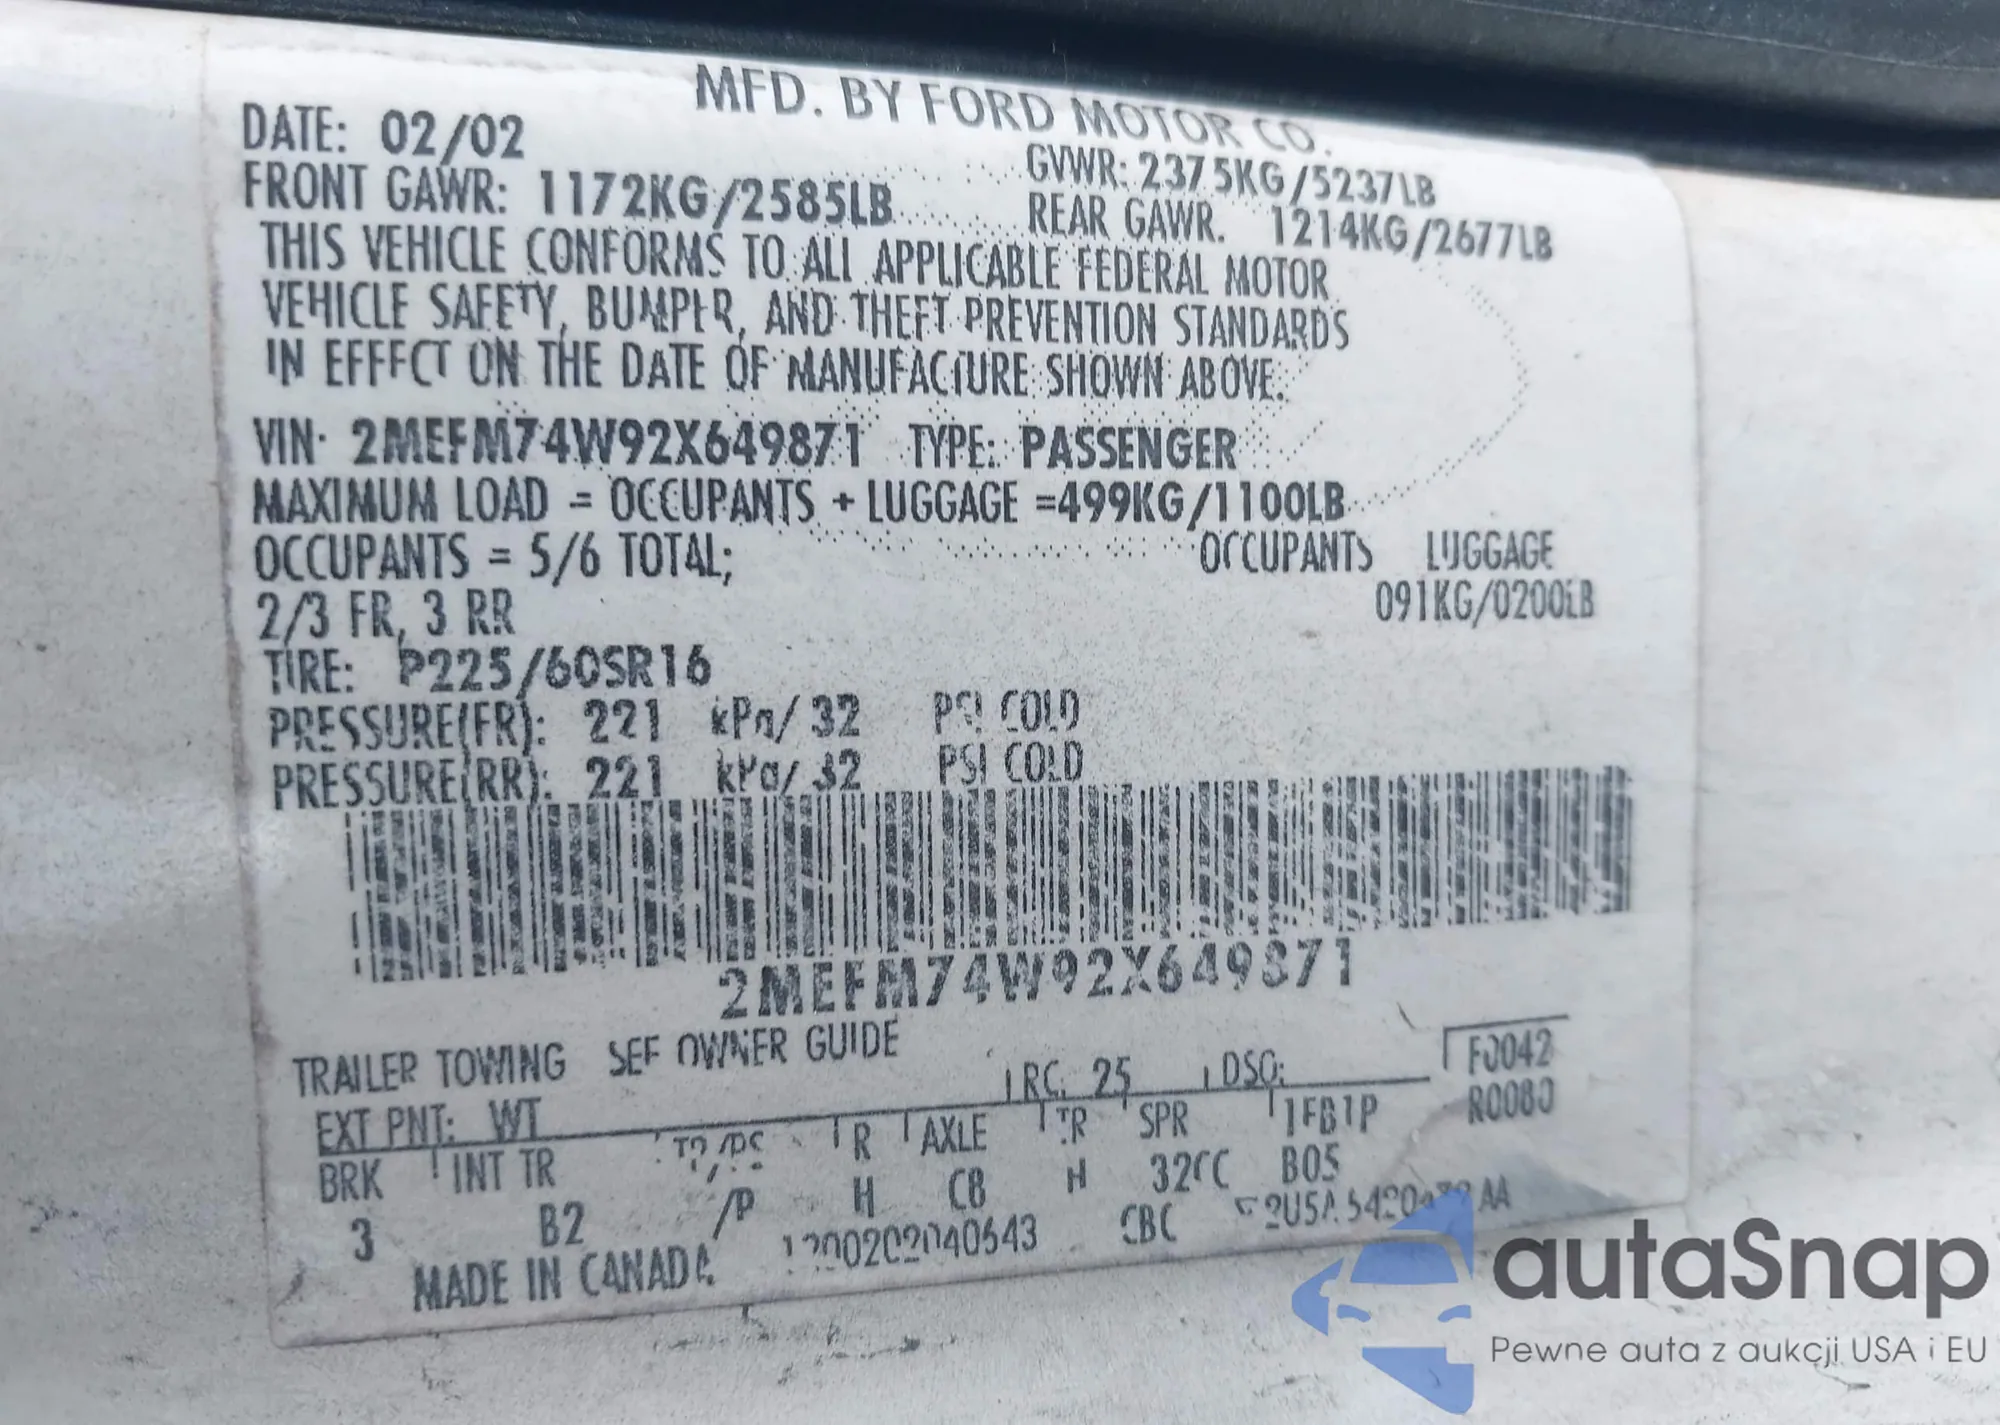 MFD. BY FORD MOTOR CO.
DATE: 02/02
GVWR: 2375KG/5237LB
FRONT GAWR: 1172KG/2585LB
REAR GAWR. 1214KG/2677LB
THIS VEHICLE CONFORMS TO ALL APPLICABLE FEDERAL MOTOR
VEHICLE SAFETY, BUMPER, AND THEFT PREVENTION STANDARDS
IN EFFECT ON THE DATE OF MANUFACTURE SHOWN ABOVE.
VIN: 2MEFM74W92X649871 TYPE: PASSENGER
MAXIMUM LOAD = OCCUPANTS + LUGGAGE =499KG/1100LB
OCCUPANTS = 5/6 TOTAL; OCCUPANTS LUGGAGE
2/3 FR, 3 RR 091KG/0200LB
TIRE: P225/60SR16
PRESSURE(FR): 221 kPa/ 32 PSI COLD
PRESSURE(RR): 221 kPa/ 32 PSI COLD
2MEFM74W92X649871
TRAILER TOWING SEE OWNER GUIDE
EXT PNT: WT RC: 25 DSO: F0042
BRK INT TR TP/PS R AXLE TR SPR 1FB1P R0080
3 B2 /P H CB H 32CC B05
MADE IN CANADA CBC
autaSnap
Pewne auta z aukcji USA i EU